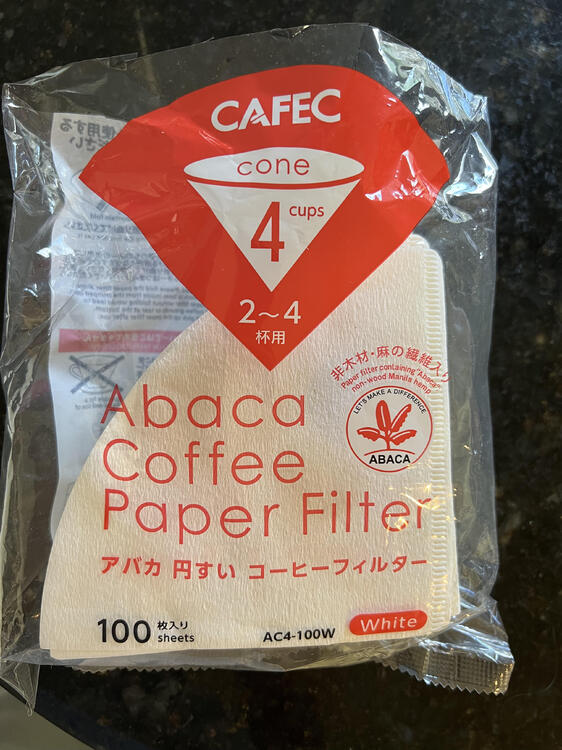 CAFEC
cone
4 cups
2〜4
杯用
非木材・麻の繊維入り
Paper filter containing "Abaca"
non-wood Manila hemp
LET'S MAKE A DIFFERENCE
ABACA
Abaca
Coffee
Paper Filter
アバカ 円すい コーヒーフィルター
100 枚入り
sheets
AC4-100W
White